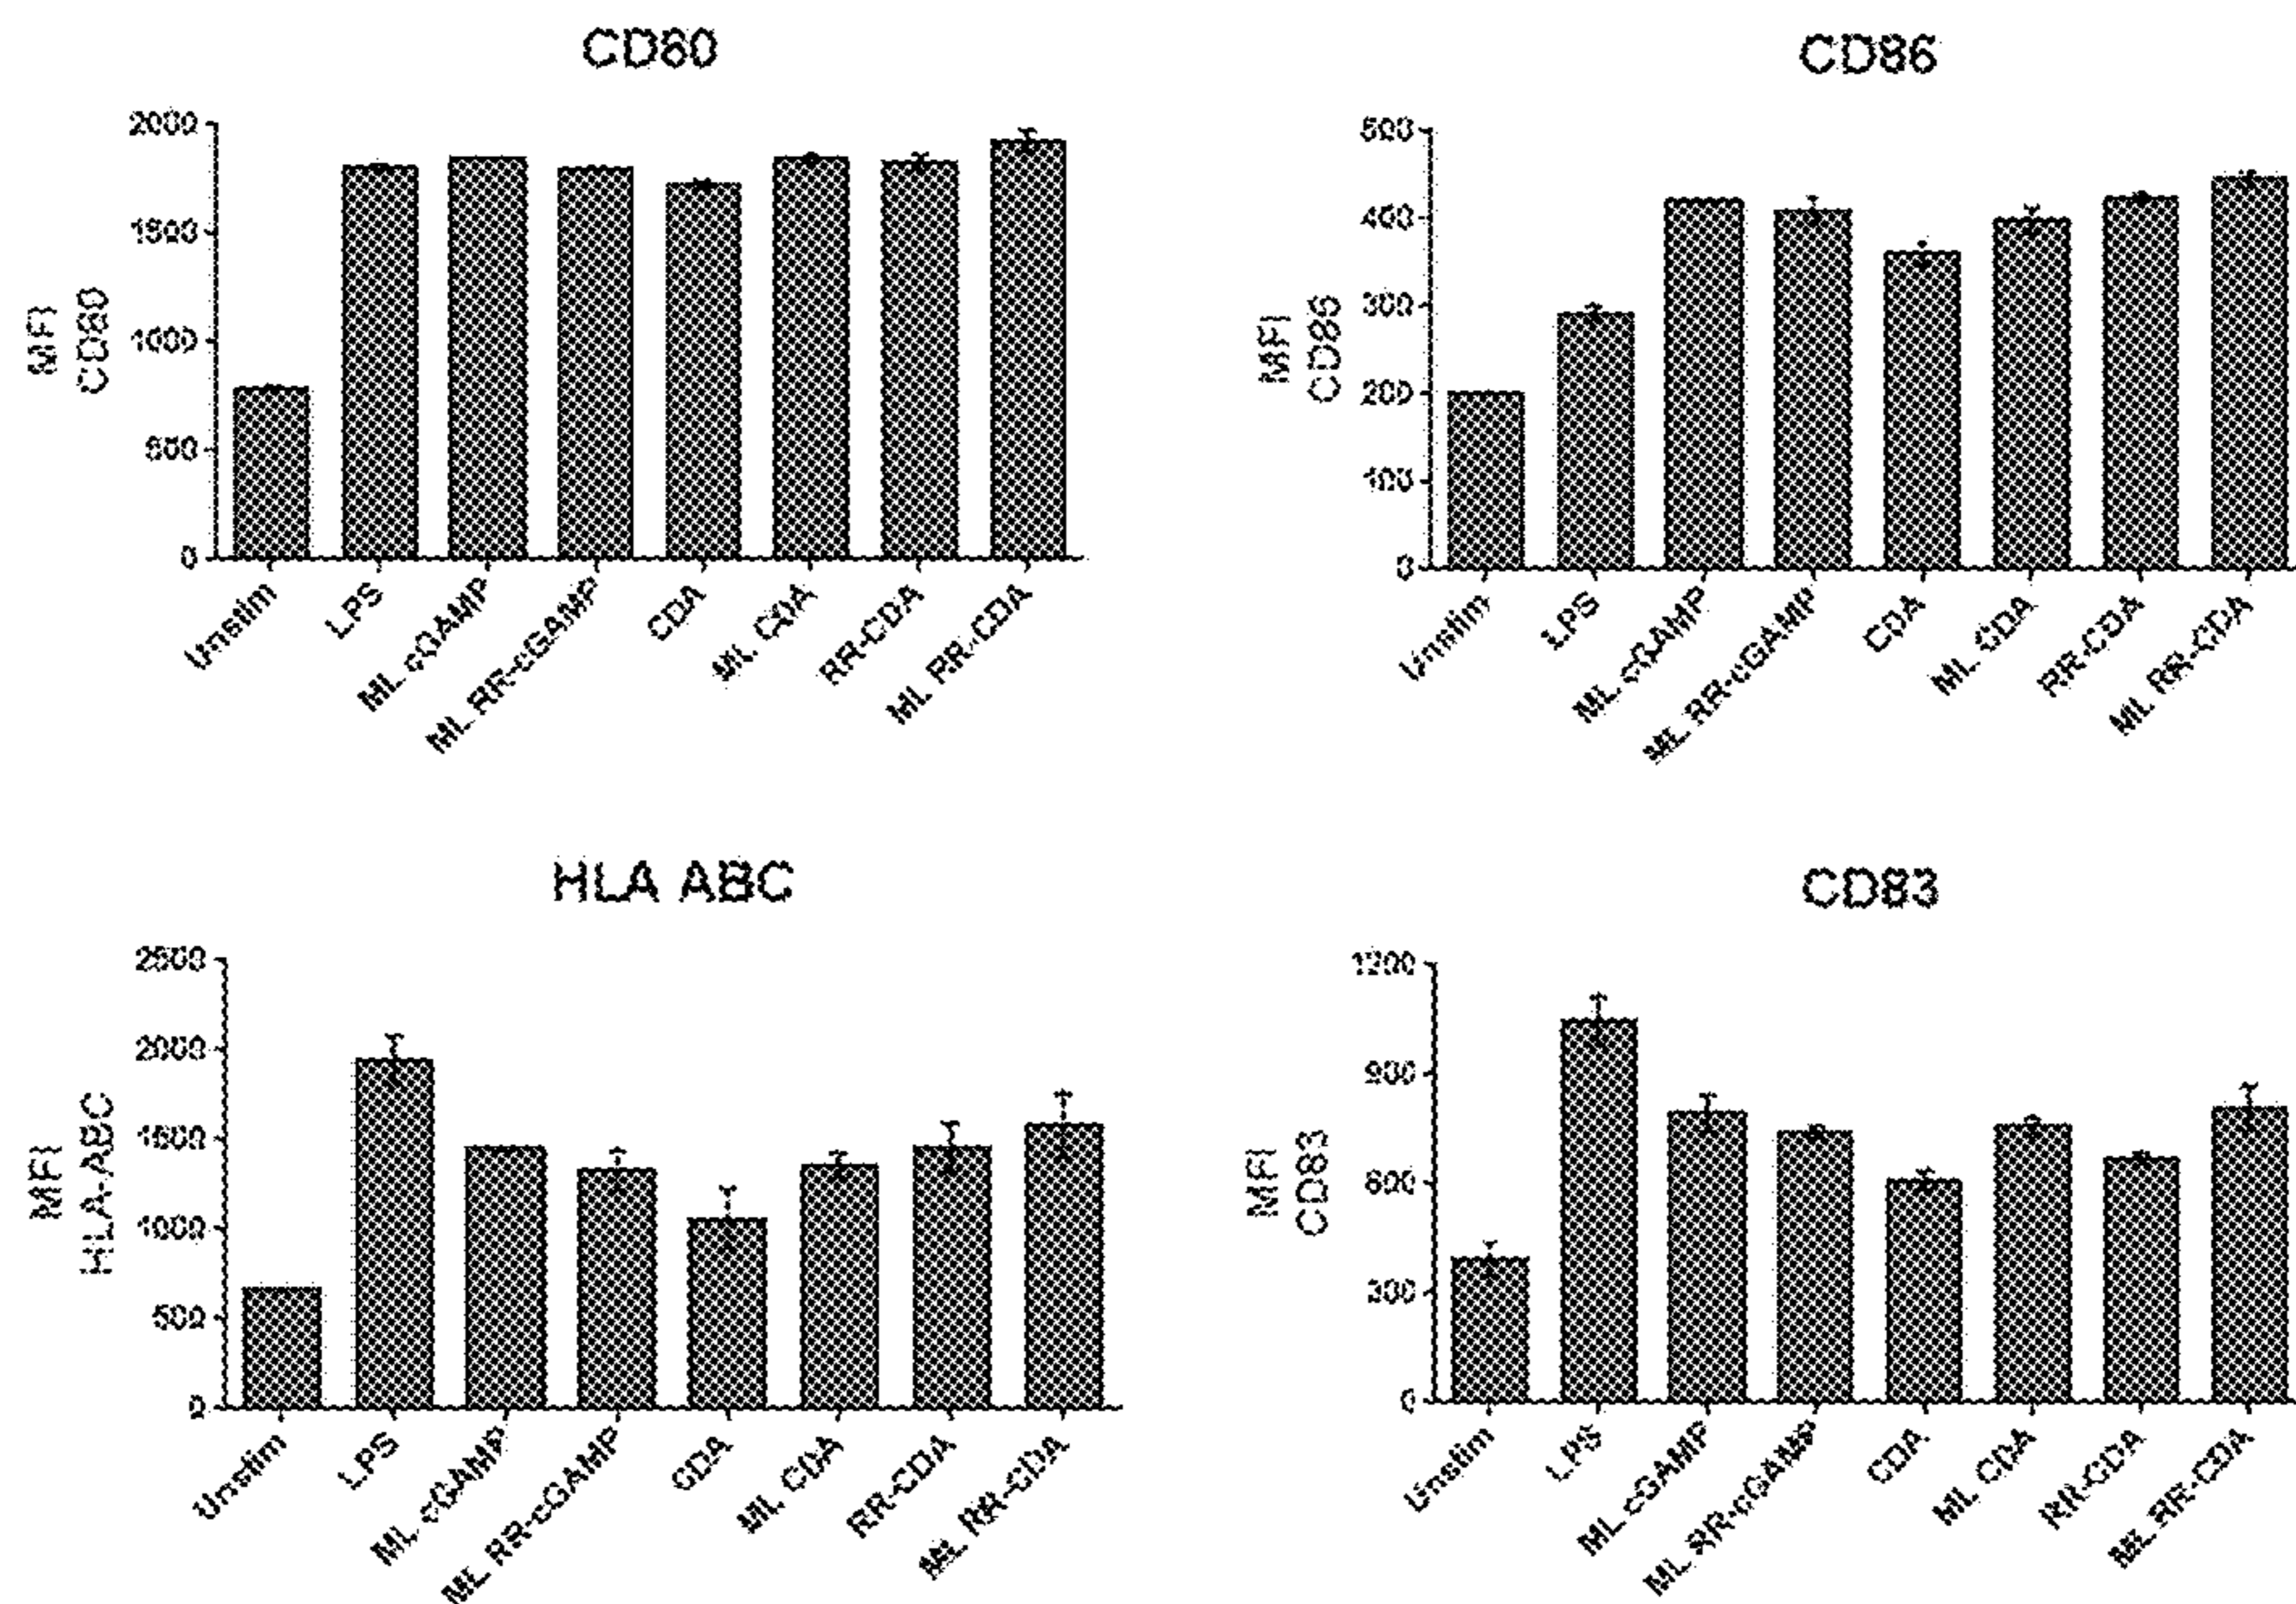 CD80
2000
1500
1000
500
0
MFI
CD80
Unstim
LPS
ML cGAMP
ML RR-cGAMP
CDA
ML CDA
RR-CDA
ML RR-CDA
CD86
500
400
300
200
100
0
MFI
CD86
Unstim
LPS
ML cGAMP
ML RR-cGAMP
CDA
ML CDA
RR-CDA
ML RR-CDA
HLA ABC
2500
2000
1500
1000
500
0
MFI
HLA-ABC
Unstim
LPS
ML cGAMP
ML RR-cGAMP
CDA
ML CDA
RR-CDA
ML RR-CDA
CD83
1200
900
600
300
0
MFI
CD83
Unstim
LPS
ML cGAMP
ML RR-cGAMP
CDA
ML CDA
RR-CDA
ML RR-CDA